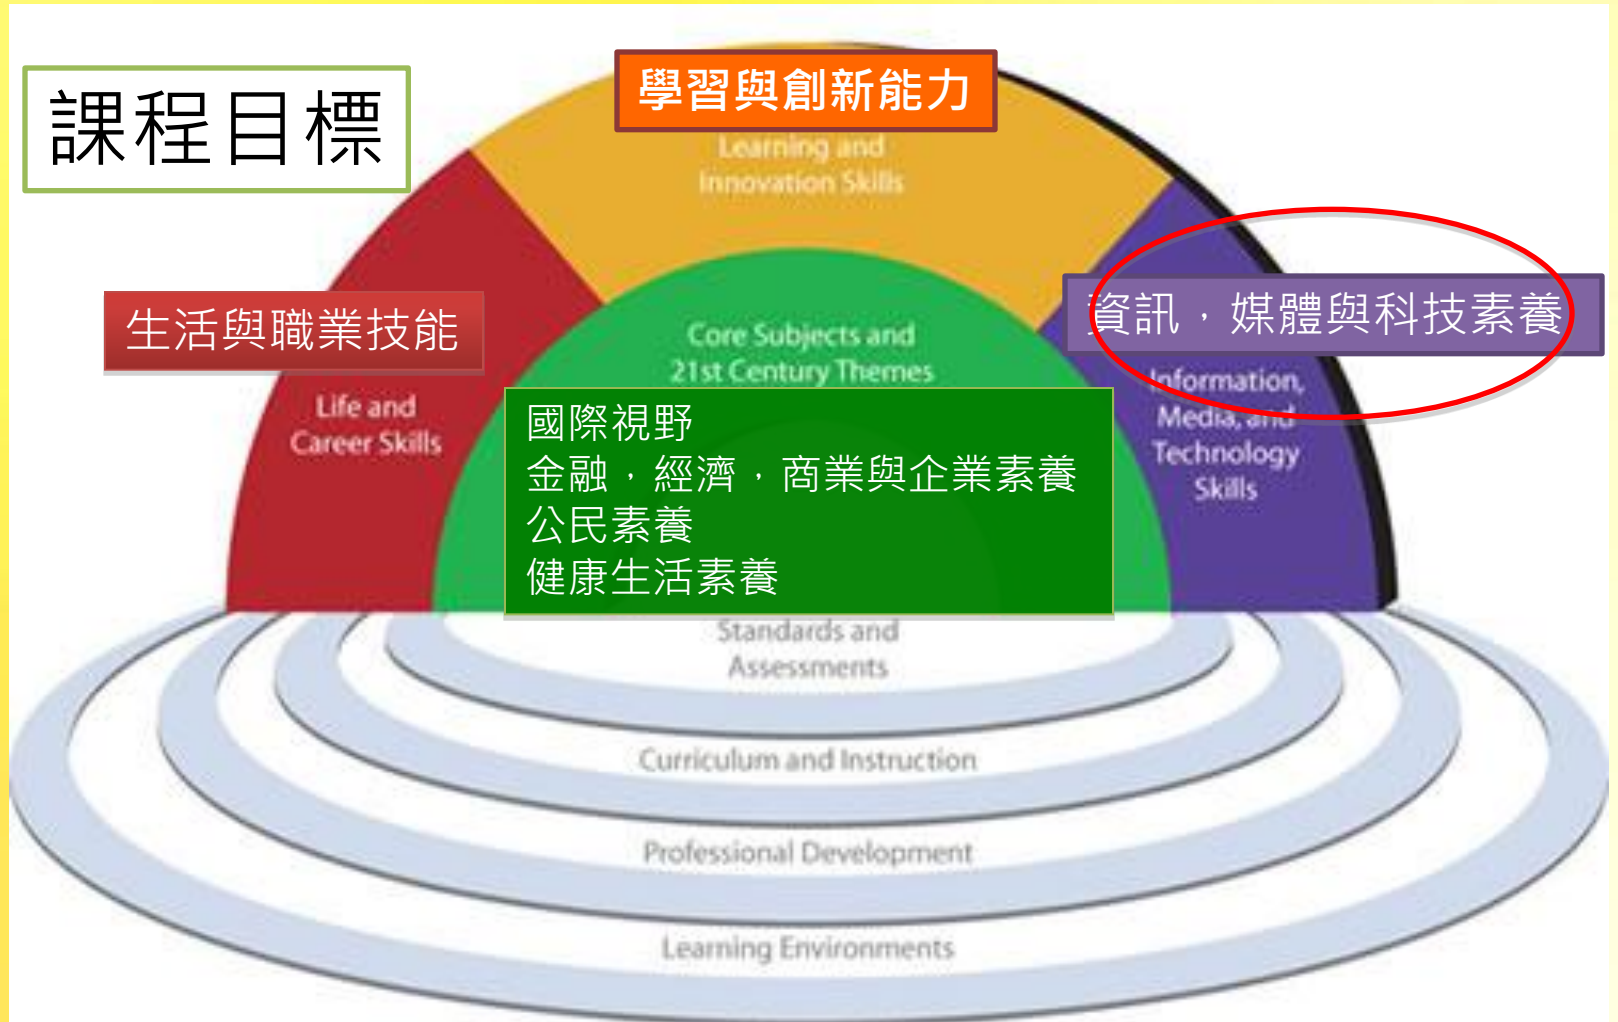 課程目標
學習與創新能力
Learning and
Innovation Skills
生活與職業技能
Life and
Career Skills
Core Subjects and
21st Century Themes
國際視野
金融，經濟，商業與企業素養
公民素養
健康生活素養
資訊，媒體與科技素養
Information,
Media, and
Technology
Skills
Standards and
Assessments
Curriculum and Instruction
Professional Development
Learning Environments